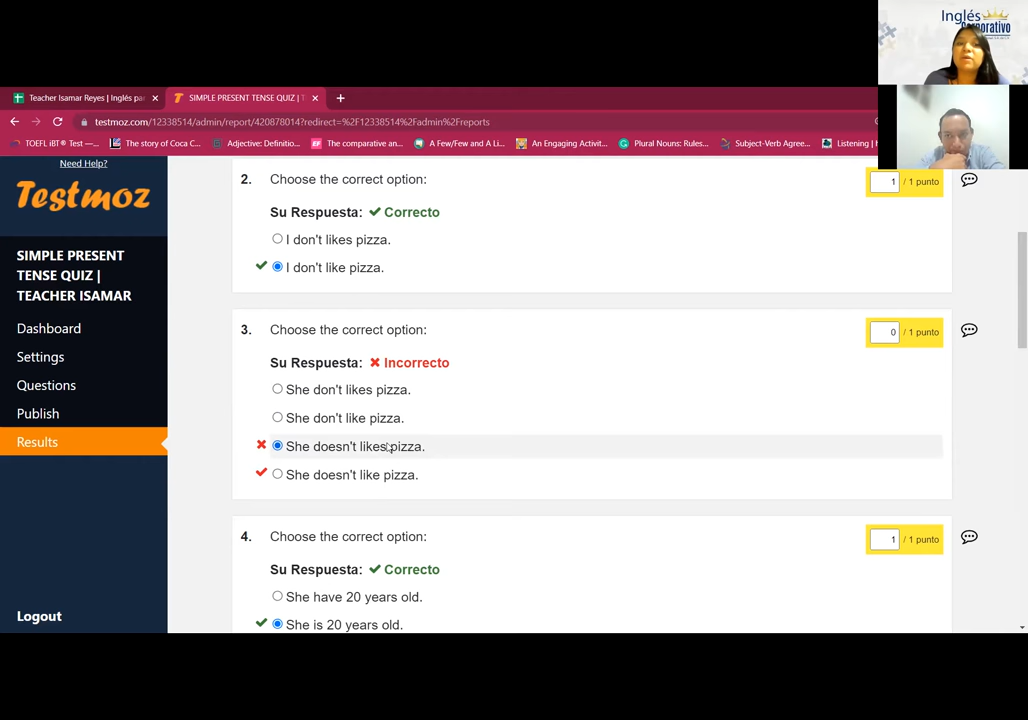 Inglés
Corporativo
Teacher Isamar Reyes | Inglés par
SIMPLE PRESENT TENSE QUIZ | T
testmoz.com/12338514/admin/report/420878014?redirect=%2F12338514%2Fadmin%2Freports
TOEFL iBT® Test —...
The story of Coca C...
Adjective: Definitio...
EP
The comparative an...
A Few/Few and A Li...
An Engaging Activit...
Plural Nouns: Rules...
Subject-Verb Agree...
Listening |
Need Help?
Testmoz
SIMPLE PRESENT
TENSE QUIZ |
TEACHER ISAMAR
Dashboard
Settings
Questions
Publish
Results
Logout
2. Choose the correct option:
1 / 1 punto
Su Respuesta: Correcto
I don't likes pizza.
I don't like pizza.
3. Choose the correct option:
0 / 1 punto
Su Respuesta: Incorrecto
She don't likes pizza.
She don't like pizza.
She doesn't likes pizza.
She doesn't like pizza.
4. Choose the correct option:
1 / 1 punto
Su Respuesta: Correcto
She have 20 years old.
She is 20 years old.